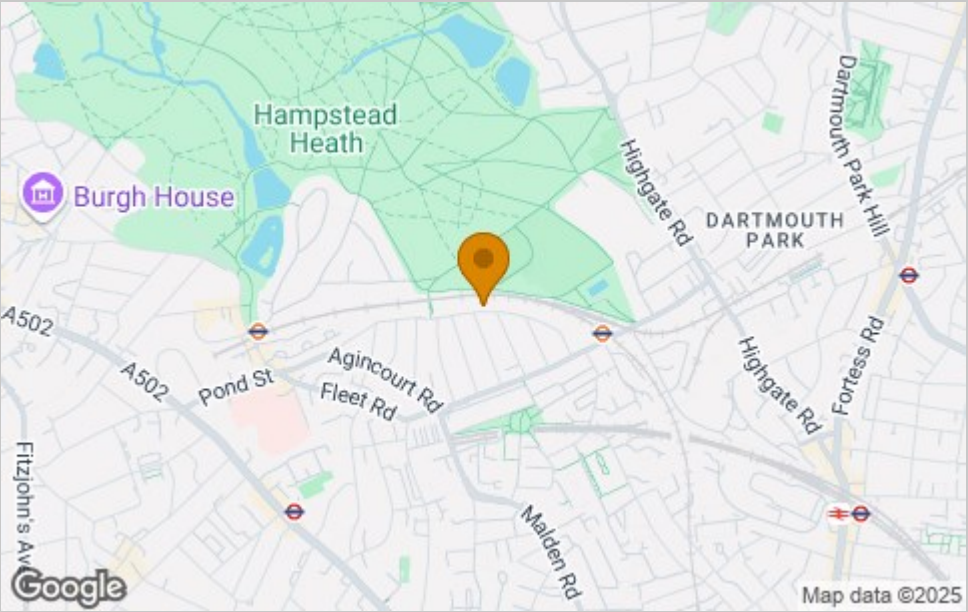 Hampstead
Heath
Burgh House
Highgate Rd
Dartmouth Park Hill
DARTMOUTH
PARK
A502
A502
Pond St
Agincourt Rd
Fleet Rd
Highgate Rd
Fortess Rd
Fitzjohn's Ave
Malden Rd
Google
Map data ©2025